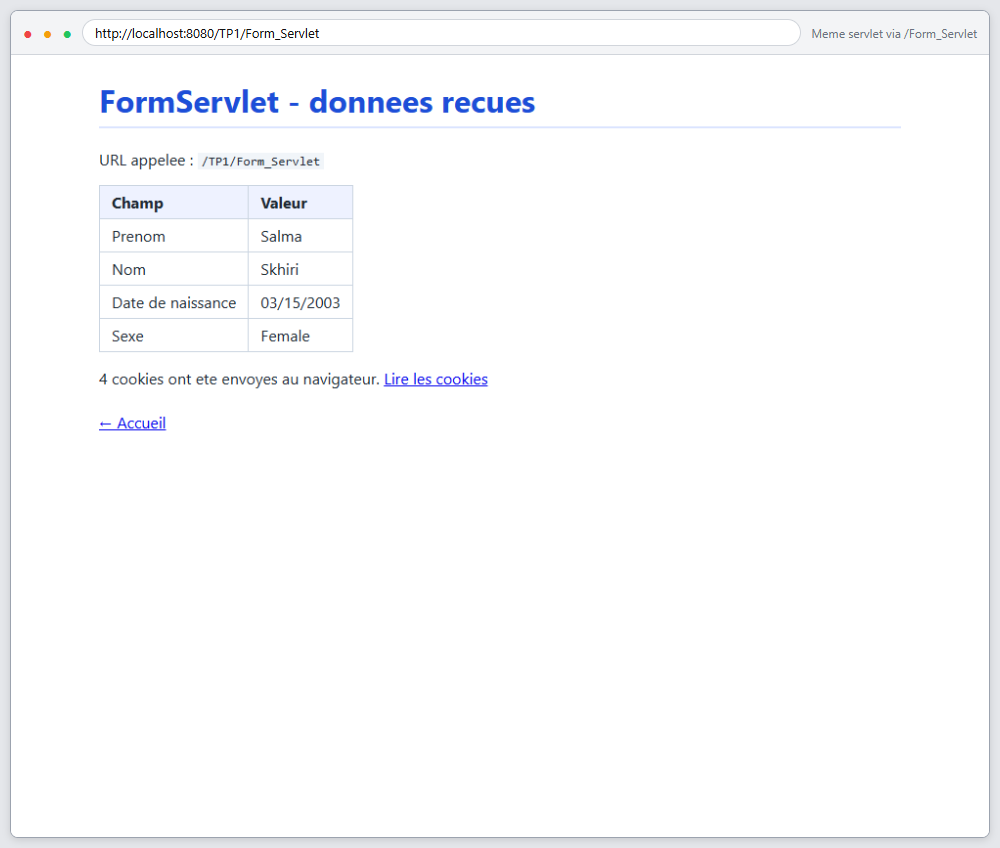 http://localhost:8080/TP1/Form_Servlet Meme servlet via /Form_Servlet
FormServlet - donnees recues
URL appelee : /TP1/Form_Servlet
Champ Valeur
Prenom Salma
Nom Skhiri
Date de naissance 03/15/2003
Sexe Female
4 cookies ont ete envoyes au navigateur. Lire les cookies
← Accueil